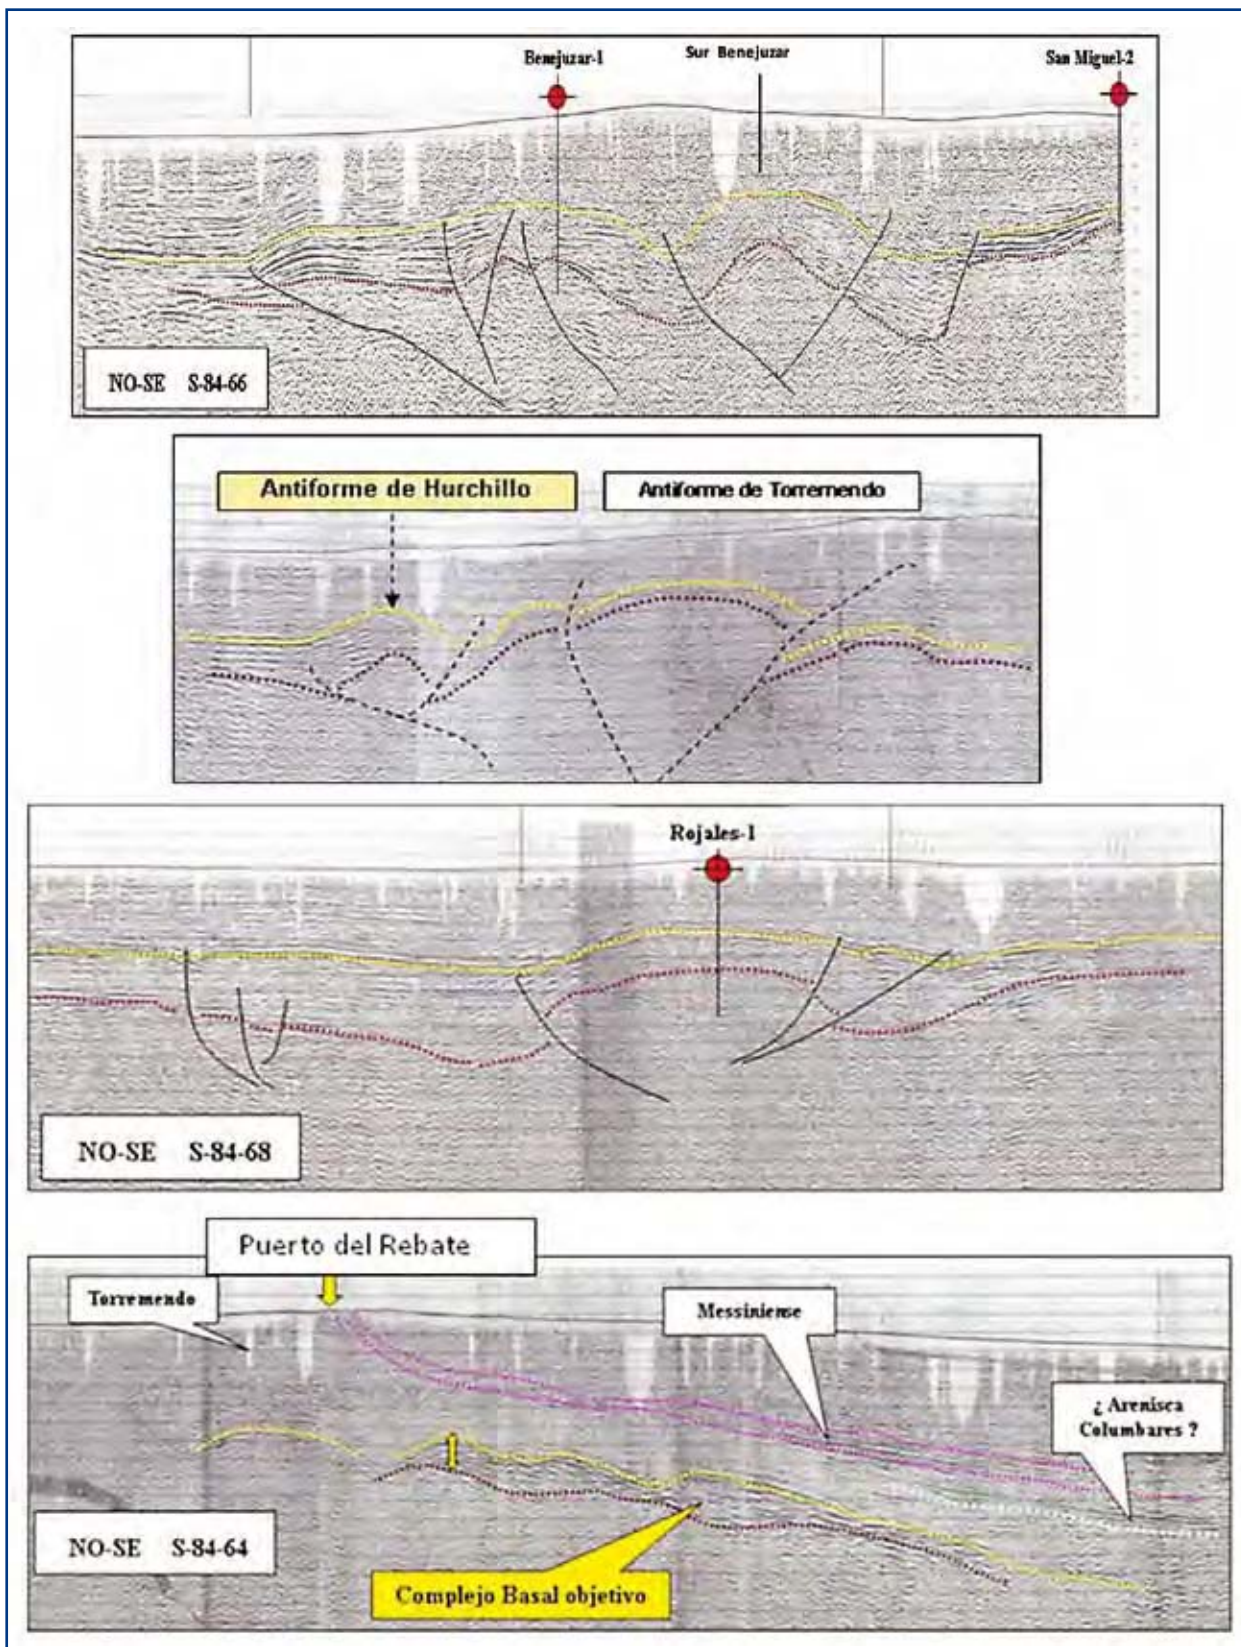 Benejuzar-1
Sur Benejuzar
San Miguel-2
NO-SE S-84-66
Antiforme de Hurchillo
Antiforme de Torremendo
Rojales-1
NO-SE S-84-68
Puerto del Rebate
Torremendo
Messiniense
¿ Arenisca
Columbares ?
NO-SE S-84-64
Complejo Basal objetivo